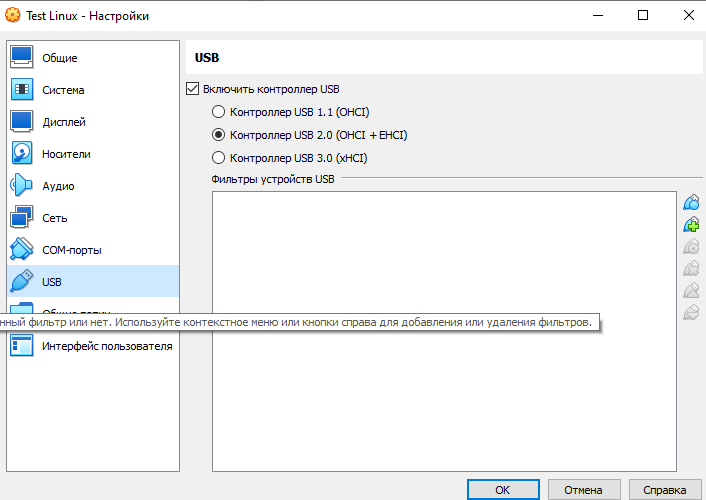 Test Linux - Настройки
Общие
Система
Дисплей
Носители
Аудио
Сеть
COM-порты
USB
Интерфейс пользователя
USB
Включить контроллер USB
Контроллер USB 1.1 (OHCI)
Контроллер USB 2.0 (OHCI + EHCI)
Контроллер USB 3.0 (xHCI)
Фильтры устройств USB
фильтр или нет. Используйте контекстное меню или кнопки справа для добавления или удаления фильтров.
OK
Отмена
Справка